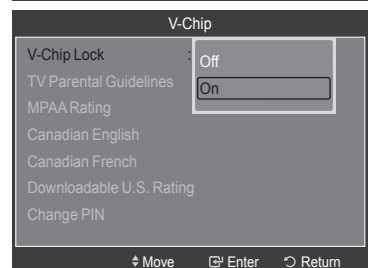 V-Chip
V-Chip Lock : Off
On
TV Parental Guidelines
MPAA Rating
Canadian English
Canadian French
Downloadable U.S. Rating
Change PIN
Move Enter Return